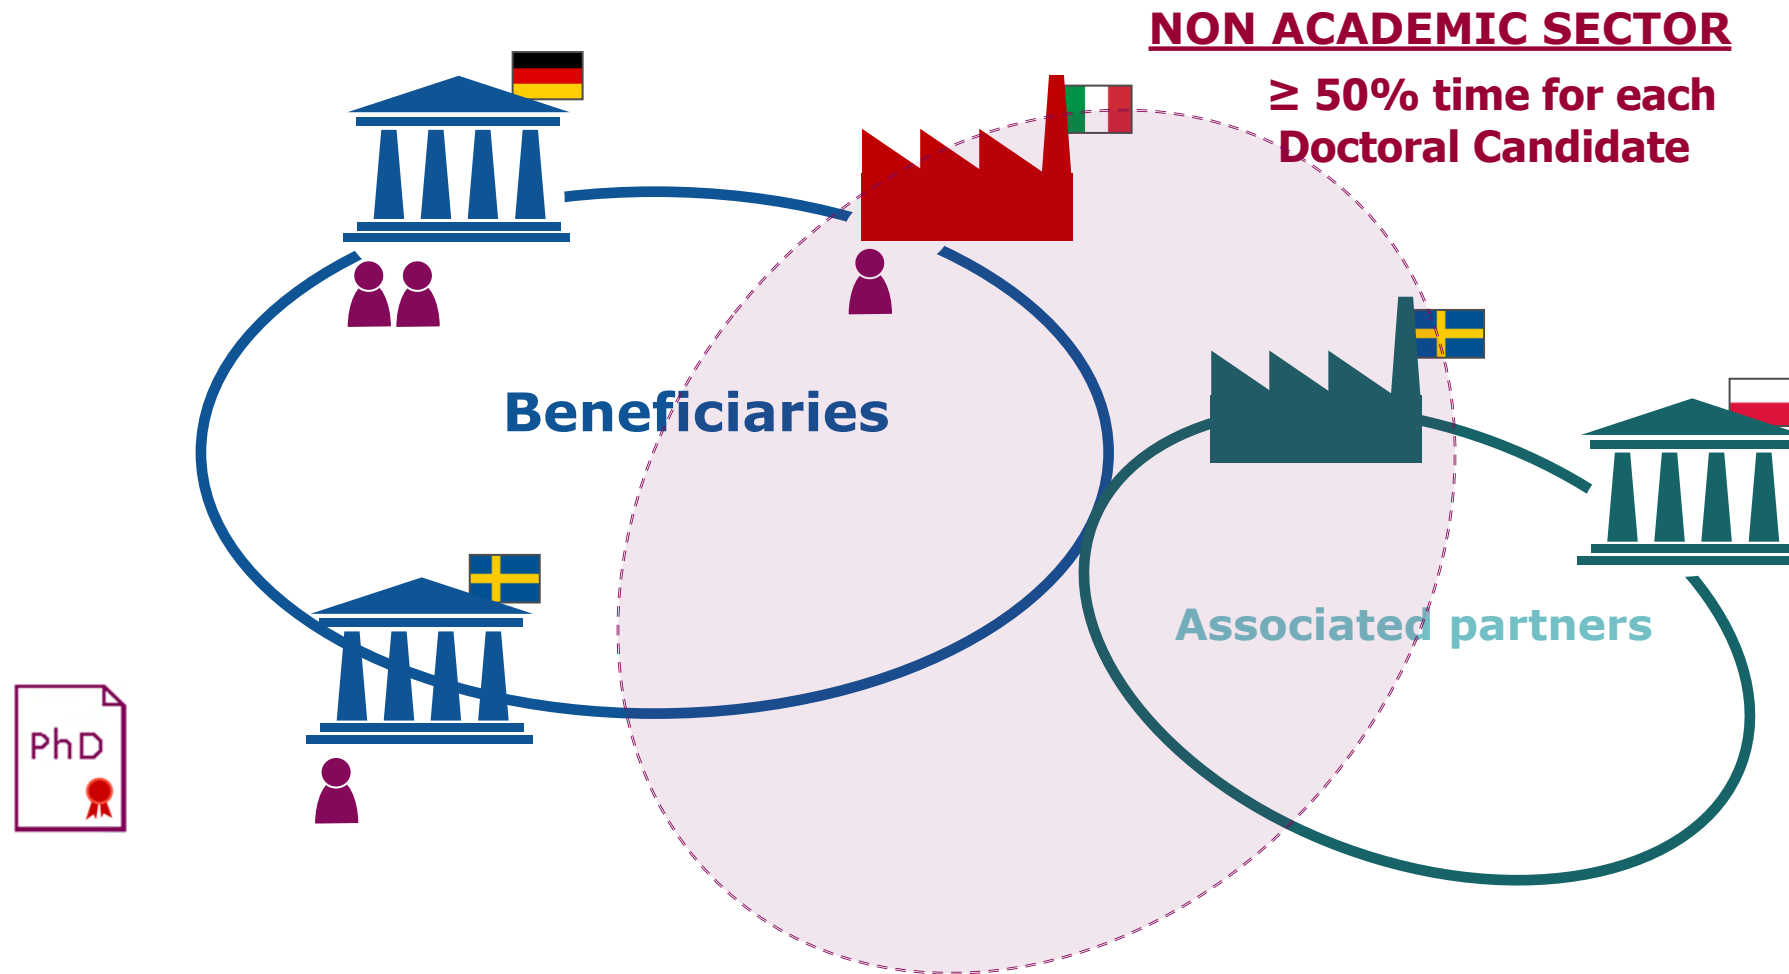 NON ACADEMIC SECTOR
≥ 50% time for each
Doctoral Candidate
Beneficiaries
Associated partners
PhD